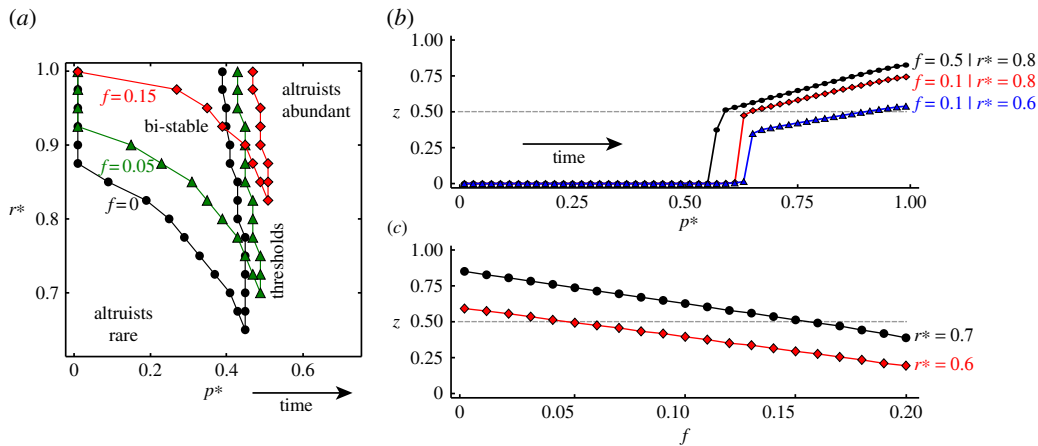 (a)
1.0
0.9
0.8
0.7
r*
f=0.15
bi-stable
altruists
abundant
f=0.05
f=0
thresholds
altruists
rare
0
0.2
0.4
0.6
p*
time
(b)
1.00
0.75
z 0.50
0.25
0
time
f=0.5 | r* = 0.8
f=0.1 | r* = 0.8
f=0.1 | r* = 0.6
0 0.25 0.50 0.75 1.00
p*
(c)
1.00
0.75
z 0.50
0.25
0
r* = 0.7
r* = 0.6
0 0.05 0.10 0.15 0.20
f